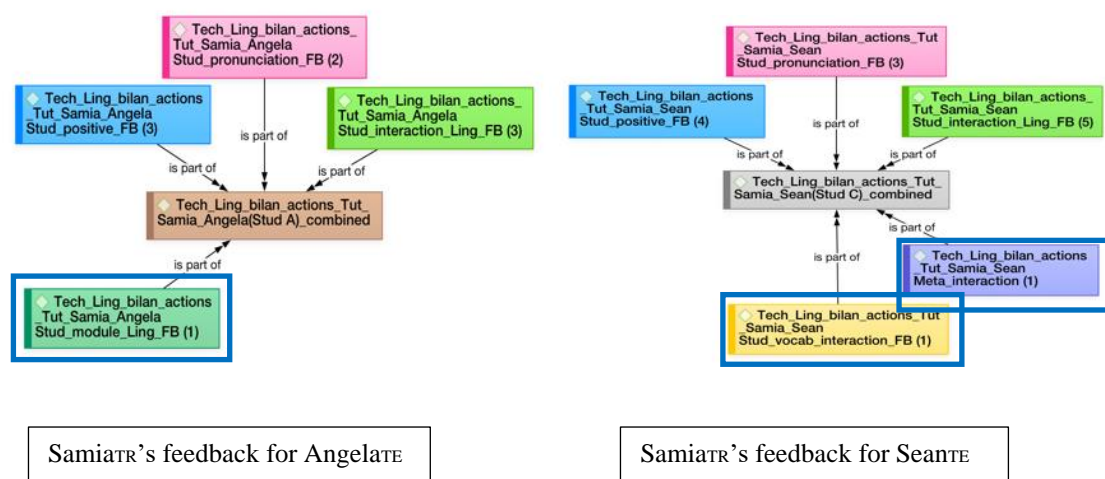 Tech_Ling_bilan_actions_
Tut_Samia_Angela
Stud_pronunciation_FB (2)
Tech_Ling_bilan_actions
_Tut_Samia_Angela
Stud_positive_FB (3)
Tech_Ling_bilan_actions_
Tut_Samia_Angela
Stud_interaction_Ling_FB (3)
is part of
is part of
is part of
Tech_Ling_bilan_actions_Tut_
Samia_Angela(Stud A)_combined
is part of
Tech_Ling_bilan_actions
_Tut_Samia_Angela
Stud_module_Ling_FB (1)
SamiaTR's feedback for AngelaTE
Tech_Ling_bilan_actions_Tut
_Samia_Sean
Stud_pronunciation_FB (3)
Tech_Ling_bilan_actions
_Tut_Samia_Sean
Stud_positive_FB (4)
Tech_Ling_bilan_actions_
Tut_Samia_Sean
Stud_interaction_Ling_FB (5)
is part of
is part of
is part of
Tech_Ling_bilan_actions_Tut_
Samia_Sean(Stud C)_combined
is part of
is part of
Tech_Ling_bilan_actions
_Tut_Samia_Sean
Meta_interaction (1)
Tech_Ling_bilan_actions_Tut
_Samia_Sean
Stud_vocab_interaction_FB (1)
SamiaTR's feedback for SeanTE